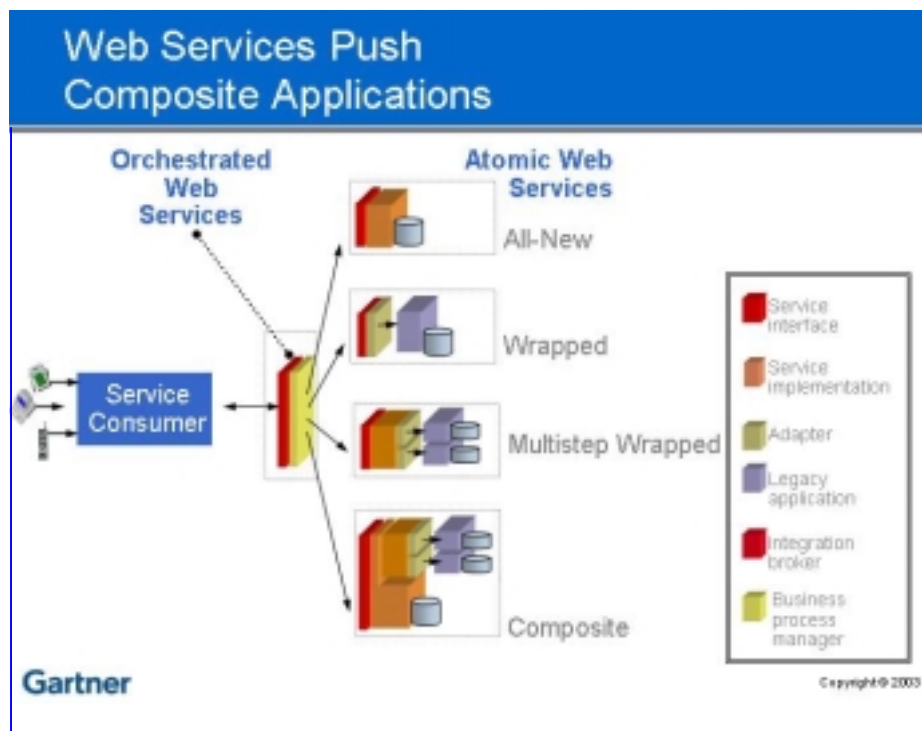 Web Services Push
Composite Applications
Orchestrated
Web
Services
Atomic Web
Services
All-New
Wrapped
Multistep Wrapped
Composite
Service
Consumer
Service
interface
Service
implementation
Adapter
Legacy
application
Integration
broker
Business
process
manager
Gartner
Copyright © 2003